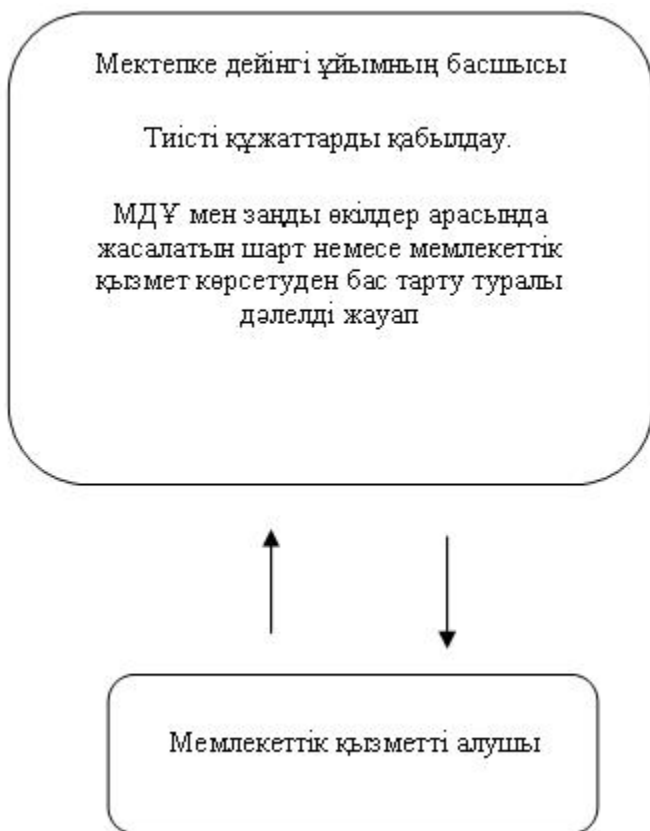 Мектепке дейінгі ұйымның басшысы
Тиісті құжаттарды қабылдау.
МДҰ мен заңды өкілдер арасында
жасалатын шарт немесе мемлекеттік
қызмет көрсетуден бас тарту туралы
дәлелді жауап
Мемлекеттік қызметті алушы